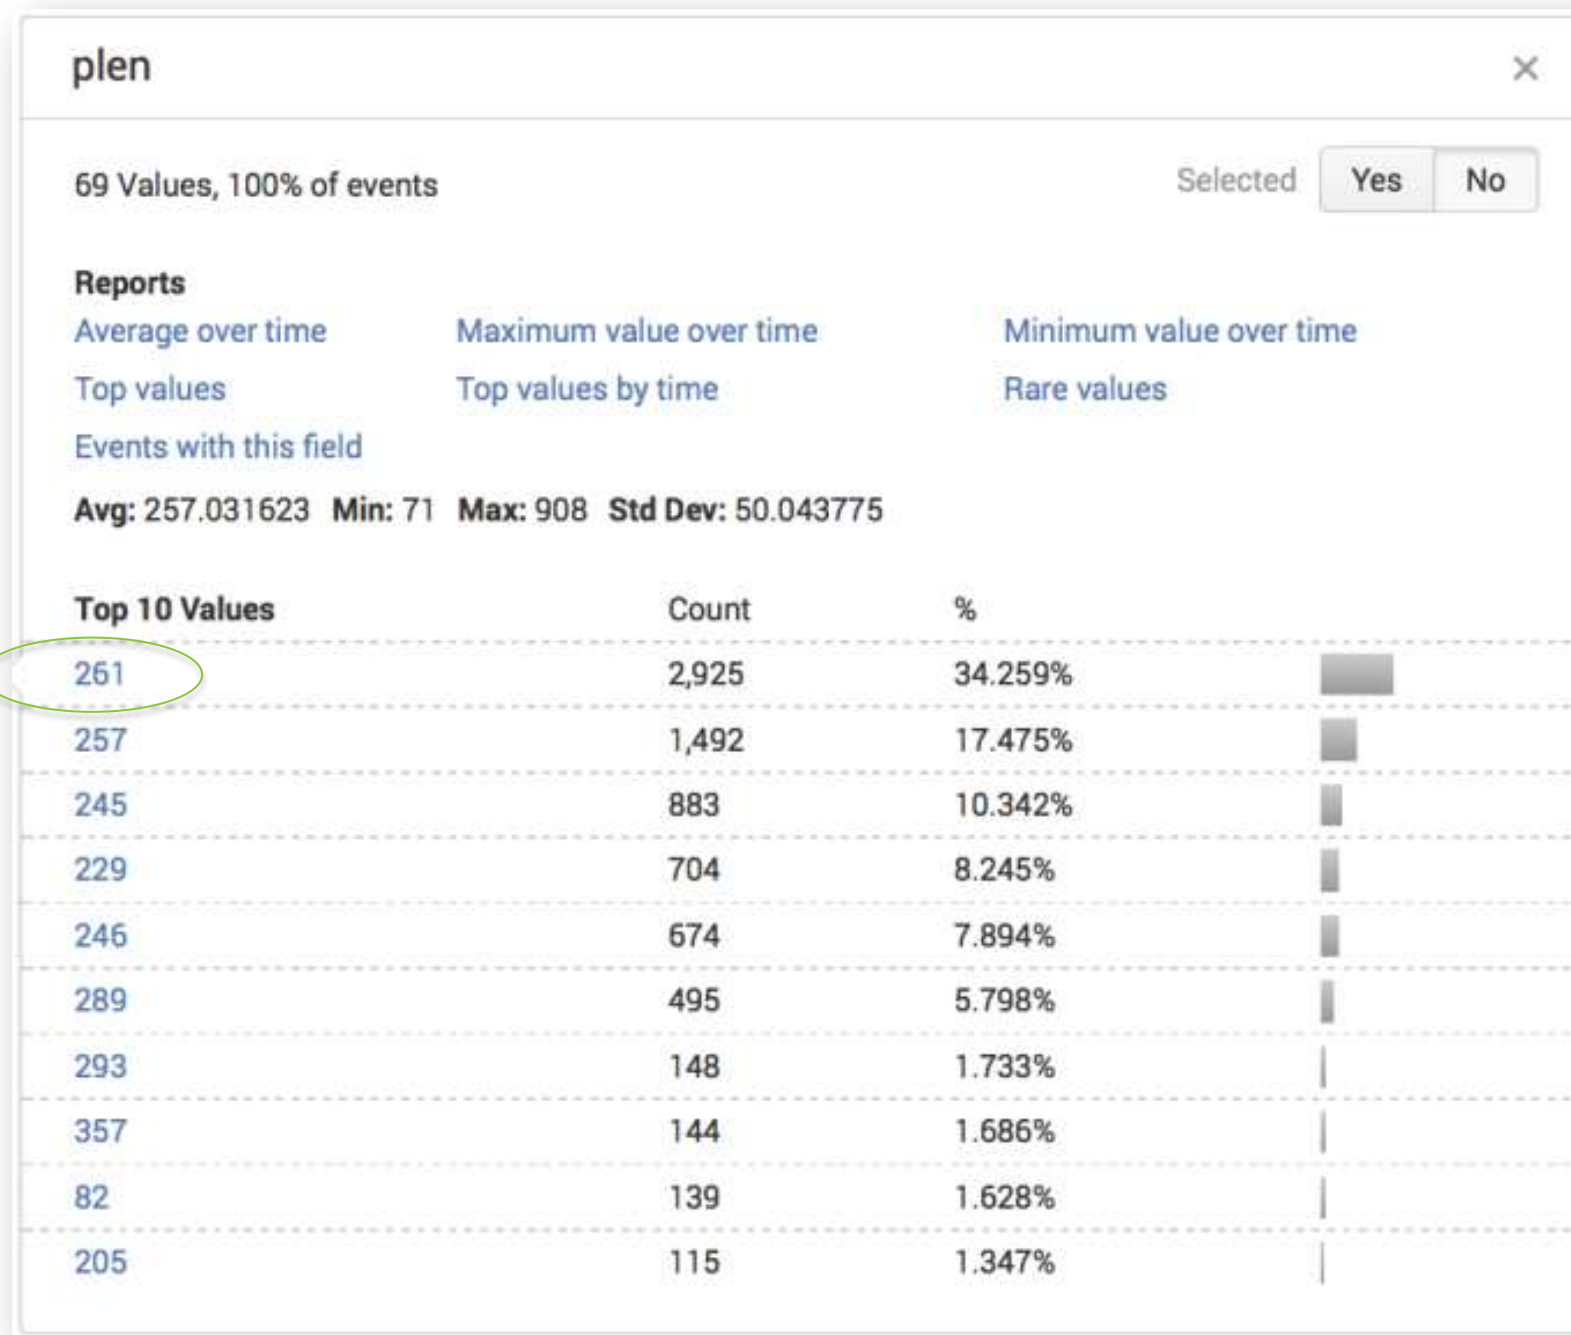 plen ×
69 Values, 100% of events Selected Yes No
Reports
Average over time Maximum value over time Minimum value over time
Top values Top values by time Rare values
Events with this field
Avg: 257.031623 Min: 71 Max: 908 Std Dev: 50.043775
Top 10 Values Count %
261 2,925 34.259%
257 1,492 17.475%
245 883 10.342%
229 704 8.245%
246 674 7.894%
289 495 5.798%
293 148 1.733%
357 144 1.686%
82 139 1.628%
205 115 1.347%